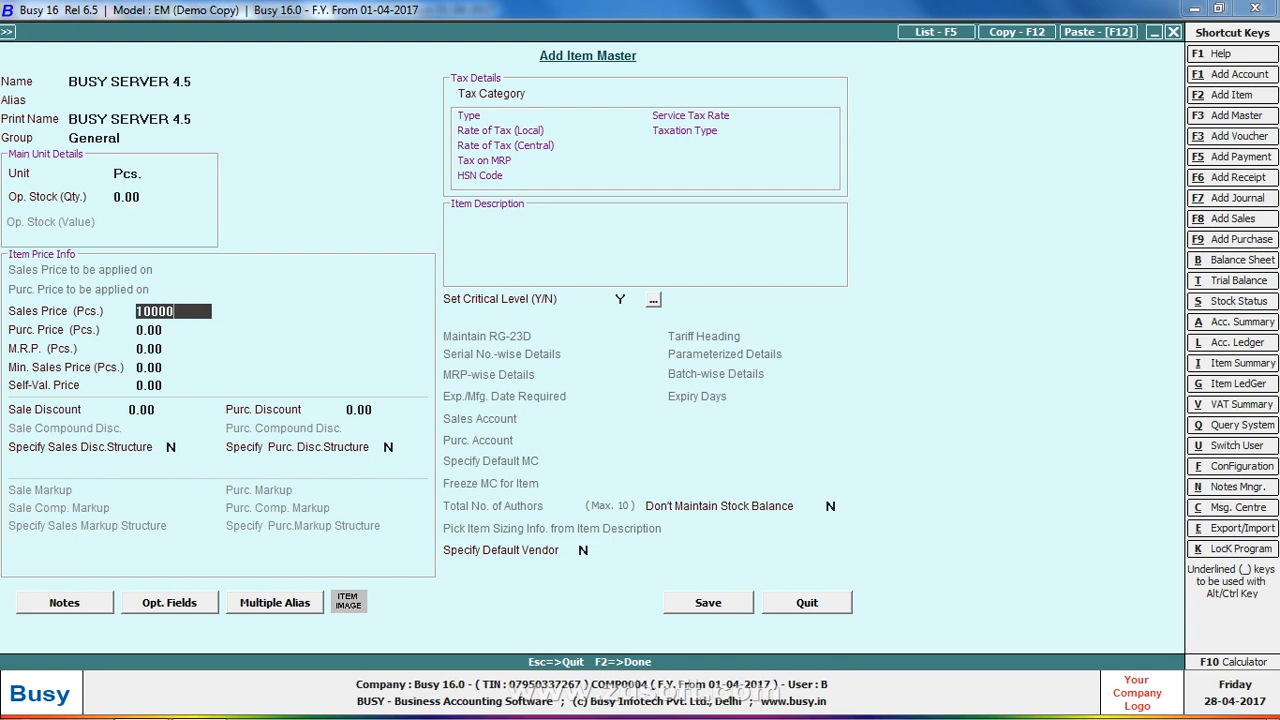 Busy 16 Rel 6.5 | Model : EM (Demo Copy) | Busy 16.0 - F.Y. From 01-04-2017
>>
List - F5
Copy - F12
Paste - [F12]
Add Item Master
Name BUSY SERVER 4.5
Alias
Print Name BUSY SERVER 4.5
Group General
Main Unit Details
Unit Pcs.
Op. Stock (Qty.) 0.00
Op. Stock (Value)
Item Price Info
Sales Price to be applied on
Purc. Price to be applied on
Sales Price (Pcs.) 10000
Purc. Price (Pcs.) 0.00
M.R.P. (Pcs.) 0.00
Min. Sales Price (Pcs.) 0.00
Self-Val. Price 0.00
Sale Discount 0.00 Purc. Discount 0.00
Sale Compound Disc. Purc. Compound Disc.
Specify Sales Disc.Structure N Specify Purc. Disc.Structure N
Sale Markup Purc. Markup
Sale Comp. Markup Purc. Comp. Markup
Specify Sales Markup Structure Specify Purc.Markup Structure
Tax Details
Tax Category
Type Service Tax Rate
Rate of Tax (Local) Taxation Type
Rate of Tax (Central)
Tax on MRP
HSN Code
Item Description
Set Critical Level (Y/N) Y ...
Maintain RG-23D Tariff Heading
Serial No.-wise Details Parameterized Details
MRP-wise Details Batch-wise Details
Exp./Mfg. Date Required Expiry Days
Sales Account
Purc. Account
Specify Default MC
Freeze MC for Item
Total No. of Authors ( Max. 10 ) Don't Maintain Stock Balance N
Pick Item Sizing Info. from Item Description
Specify Default Vendor N
Notes
Opt. Fields
Multiple Alias
ITEM
IMAGE
Save
Quit
Esc=>Quit F2=>Done
Shortcut Keys
F1 Help
F1 Add Account
F2 Add Item
F3 Add Master
F3 Add Voucher
F5 Add Payment
F6 Add Receipt
F7 Add Journal
F8 Add Sales
F9 Add Purchase
B Balance Sheet
T Trial Balance
S Stock Status
A Acc. Summary
L Acc. Ledger
I Item Summary
G Item LedGer
V VAT Summary
Q Query System
U Switch User
F Configuration
N Notes Mngr.
C Msg. Centre
E Export/Import
K LocK Program
Underlined (_) keys
to be used with
Alt/Ctrl Key
F10 Calculator
Busy
Company : Busy 16.0 - ( TIN : 07950337267 ) COMP0004 ( F.Y. From 01-04-2017 ) - User : B
www.zdsoft.com
BUSY - Business Accounting Software ; (c) Busy Infotech Pvt. Ltd., Delhi ; www.busy.in
Your
Company
Logo
Friday
28-04-2017